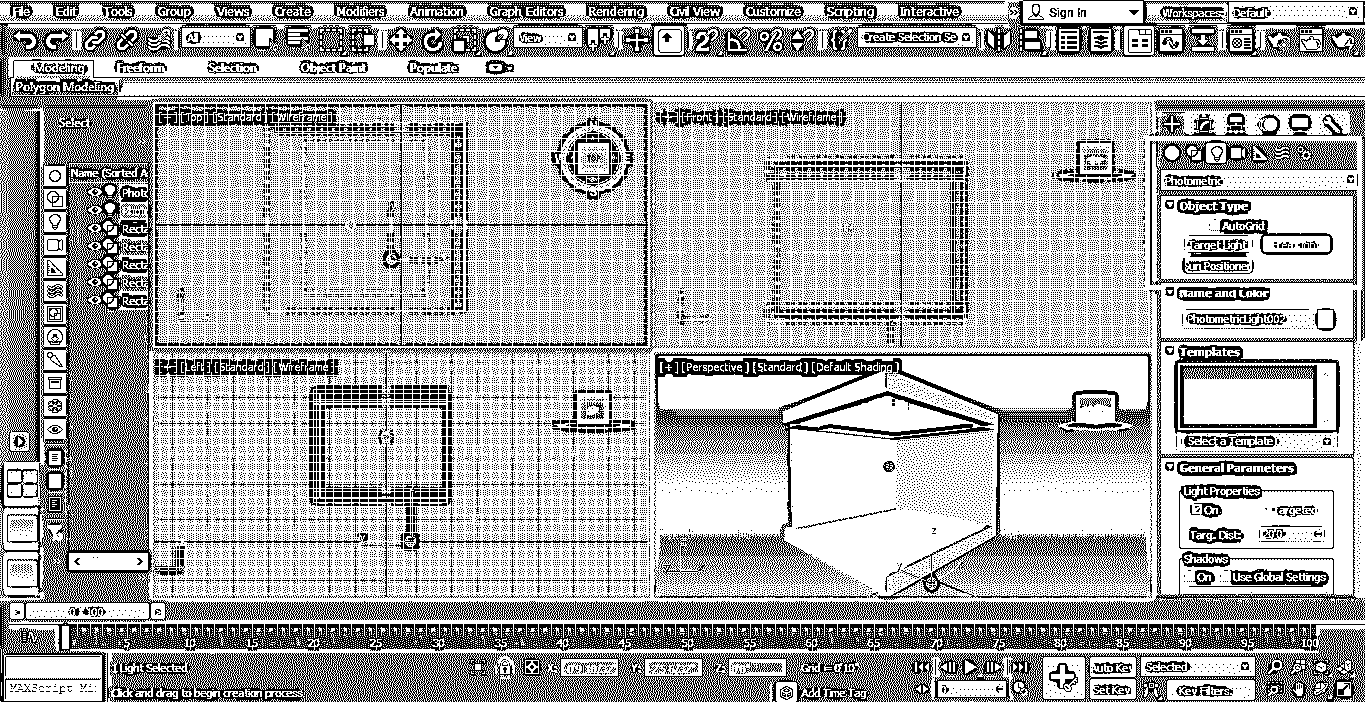 File Edit Tools Group Views Create Modifiers Animation Graph Editors Rendering Civil View Customize Scripting Interactive Sign In Workspaces: Default
All View Create Selection Se
Modeling Freeform Selection Object Paint Populate
Polygon Modeling
Select
Name (Sorted A
Phot
Rect
Rect
Rect
Rect
Rect
[+] [Top] [Standard] [Wireframe]
[+] [Front] [Standard] [Wireframe]
[+] [Left] [Standard] [Wireframe]
[+] [Perspective] [Standard] [Default Shading]
Photometric
Object Type
AutoGrid
Target Light Free Light
Sun Positioner
Name and Color
PhotometricLight002
Templates
(Select a Template)
General Parameters
Light Properties
On Targeted
Targ. Dist:
Shadows
On Use Global Settings
0 / 100
1 Light Selected
Click and drag to begin creation process
MAXScript Mi
X: Y: Z: Grid = 0'10"
Add Time Tag
Auto Key Selected
Set Key Key Filters...